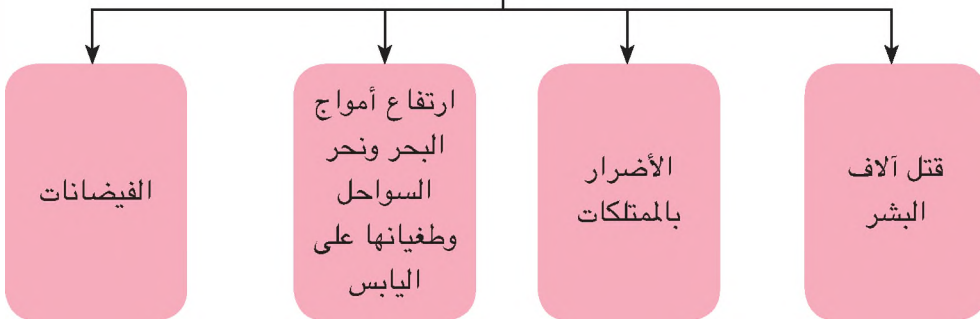 قتل آلاف
البشر
الأضرار
بالممتلكات
ارتفاع أمواج
البحر ونحر
السواحل
وطغيانها على
اليابس
الفيضانات